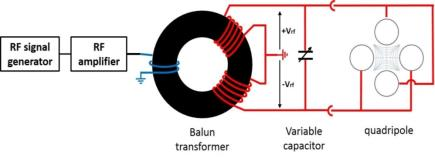 RF signal
generator
RF
amplifier
+Vrf
-Vrf
Balun
transformer
Variable
capacitor
quadripole